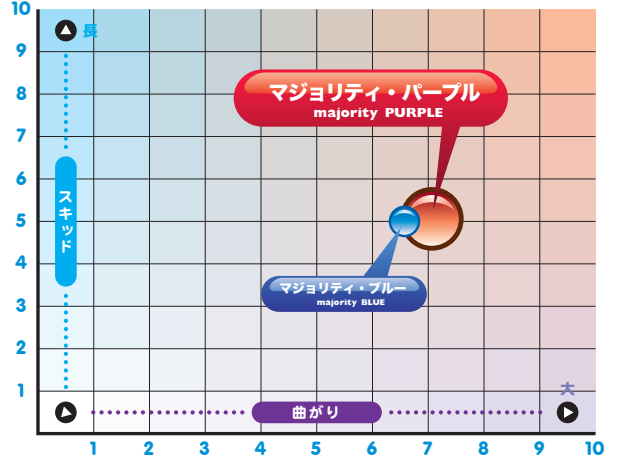 10
長
9
8
7
6
5
4
3
2
1
スキッド
マジョリティ・パープル
majority PURPLE
マジョリティ・ブルー
majority BLUE
大
曲がり
1 2 3 4 5 6 7 8 9 10